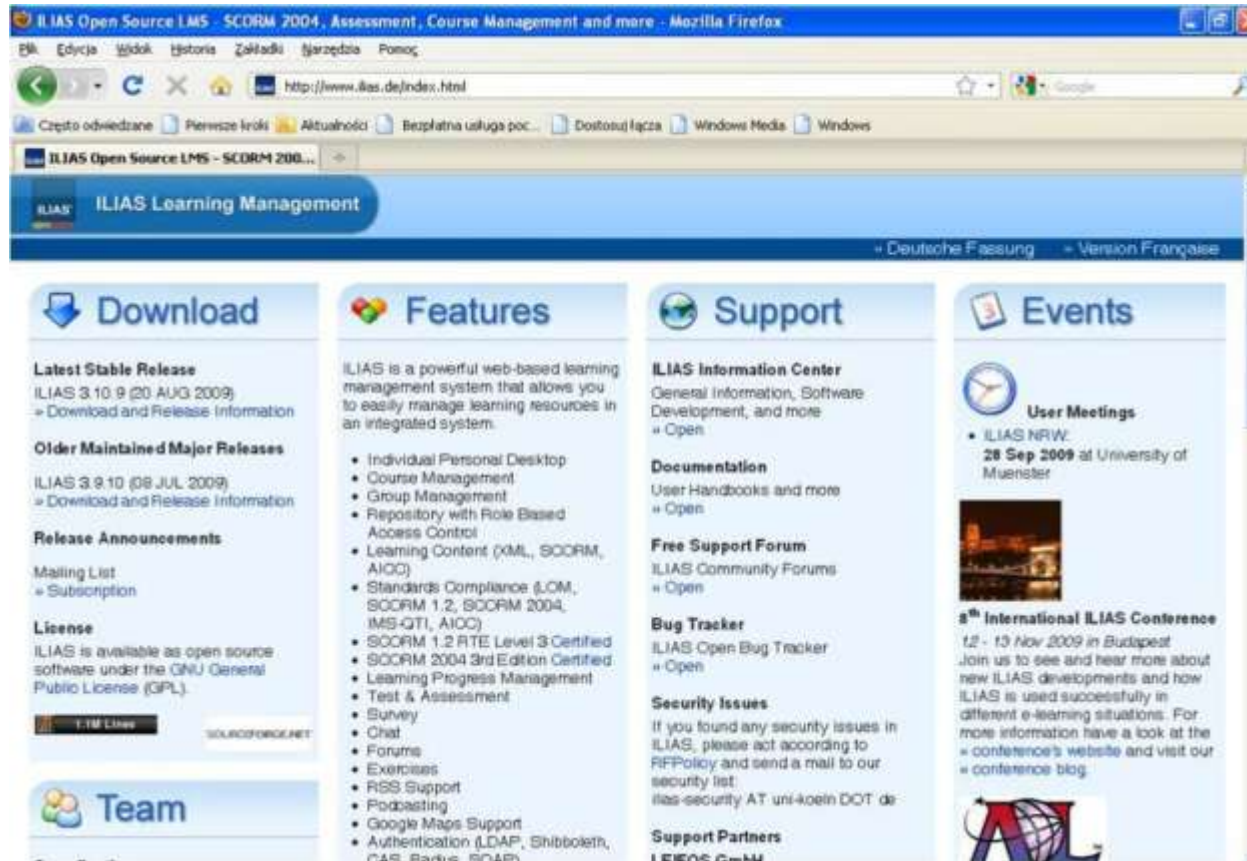 ILIAS Open Source LMS - SCORM 2004, Assessment, Course Management and more - Mozilla Firefox
Plik Edycja Widok Historia Zakładki Narzędzia Pomoc
http://www.ilias.de/index.html
Google
Często odwiedzane Pierwsze kroki Aktualności Bezpłatna usługa poc... Dostosuj łącza Windows Media Windows
ILIAS Open Source LMS - SCORM 200...
ILIAS
ILIAS Learning Management
» Deutsche Fassung » Version Française
Download
Latest Stable Release
ILIAS 3.10.9 (20 AUG 2009)
» Download and Release Information
Older Maintained Major Releases
ILIAS 3.9.10 (08 JUL 2009)
» Download and Release Information
Release Announcements
Mailing List
» Subscription
License
ILIAS is available as open source
software under the GNU General
Public License (GPL).
1.1M Lines
SOURCEFORGE.NET
Team
Features
ILIAS is a powerful web-based learning
management system that allows you
to easily manage learning resources in
an integrated system.
• Individual Personal Desktop
• Course Management
• Group Management
• Repository with Role Based
Access Control
• Learning Content (XML, SCORM,
AICC)
• Standards Compliance (LOM,
SCORM 1.2, SCORM 2004,
IMS-QTI, AICC)
• SCORM 1.2 RTE Level 3 Certified
• SCORM 2004 3rd Edition Certified
• Learning Progress Management
• Test & Assessment
• Survey
• Chat
• Forums
• Exercises
• RSS Support
• Podcasting
• Google Maps Support
• Authentication (LDAP, Shibboleth,
CAS, Radius, SOAP)
Support
ILIAS Information Center
General Information, Software
Development, and more
» Open
Documentation
User Handbooks and more
» Open
Free Support Forum
ILIAS Community Forums
» Open
Bug Tracker
ILIAS Open Bug Tracker
» Open
Security Issues
If you found any security issues in
ILIAS, please act according to
RFPolicy and send a mail to our
security list:
ilias-security AT uni-koeln DOT de
Support Partners
LEIFOS GmbH
Events
3
User Meetings
• ILIAS NRW:
28 Sep 2009 at University of
Muenster
8th International ILIAS Conference
12 - 13 Nov 2009 in Budapest
Join us to see and hear more about
new ILIAS developments and how
ILIAS is used successfully in
different e-learning situations. For
more information have a look at the
» conference's website and visit our
» conference blog.